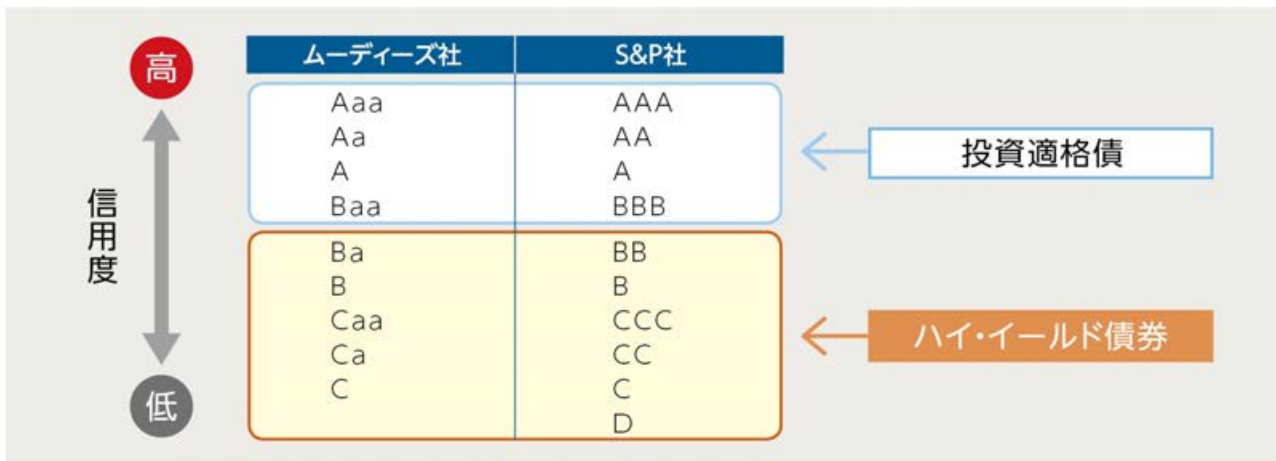 高
信用度
低
ムーディーズ社 S&P社
Aaa AAA
Aa AA
A A
Baa BBB
Ba BB
B B
Caa CCC
Ca CC
C C
D
投資適格債
ハイ・イールド債券